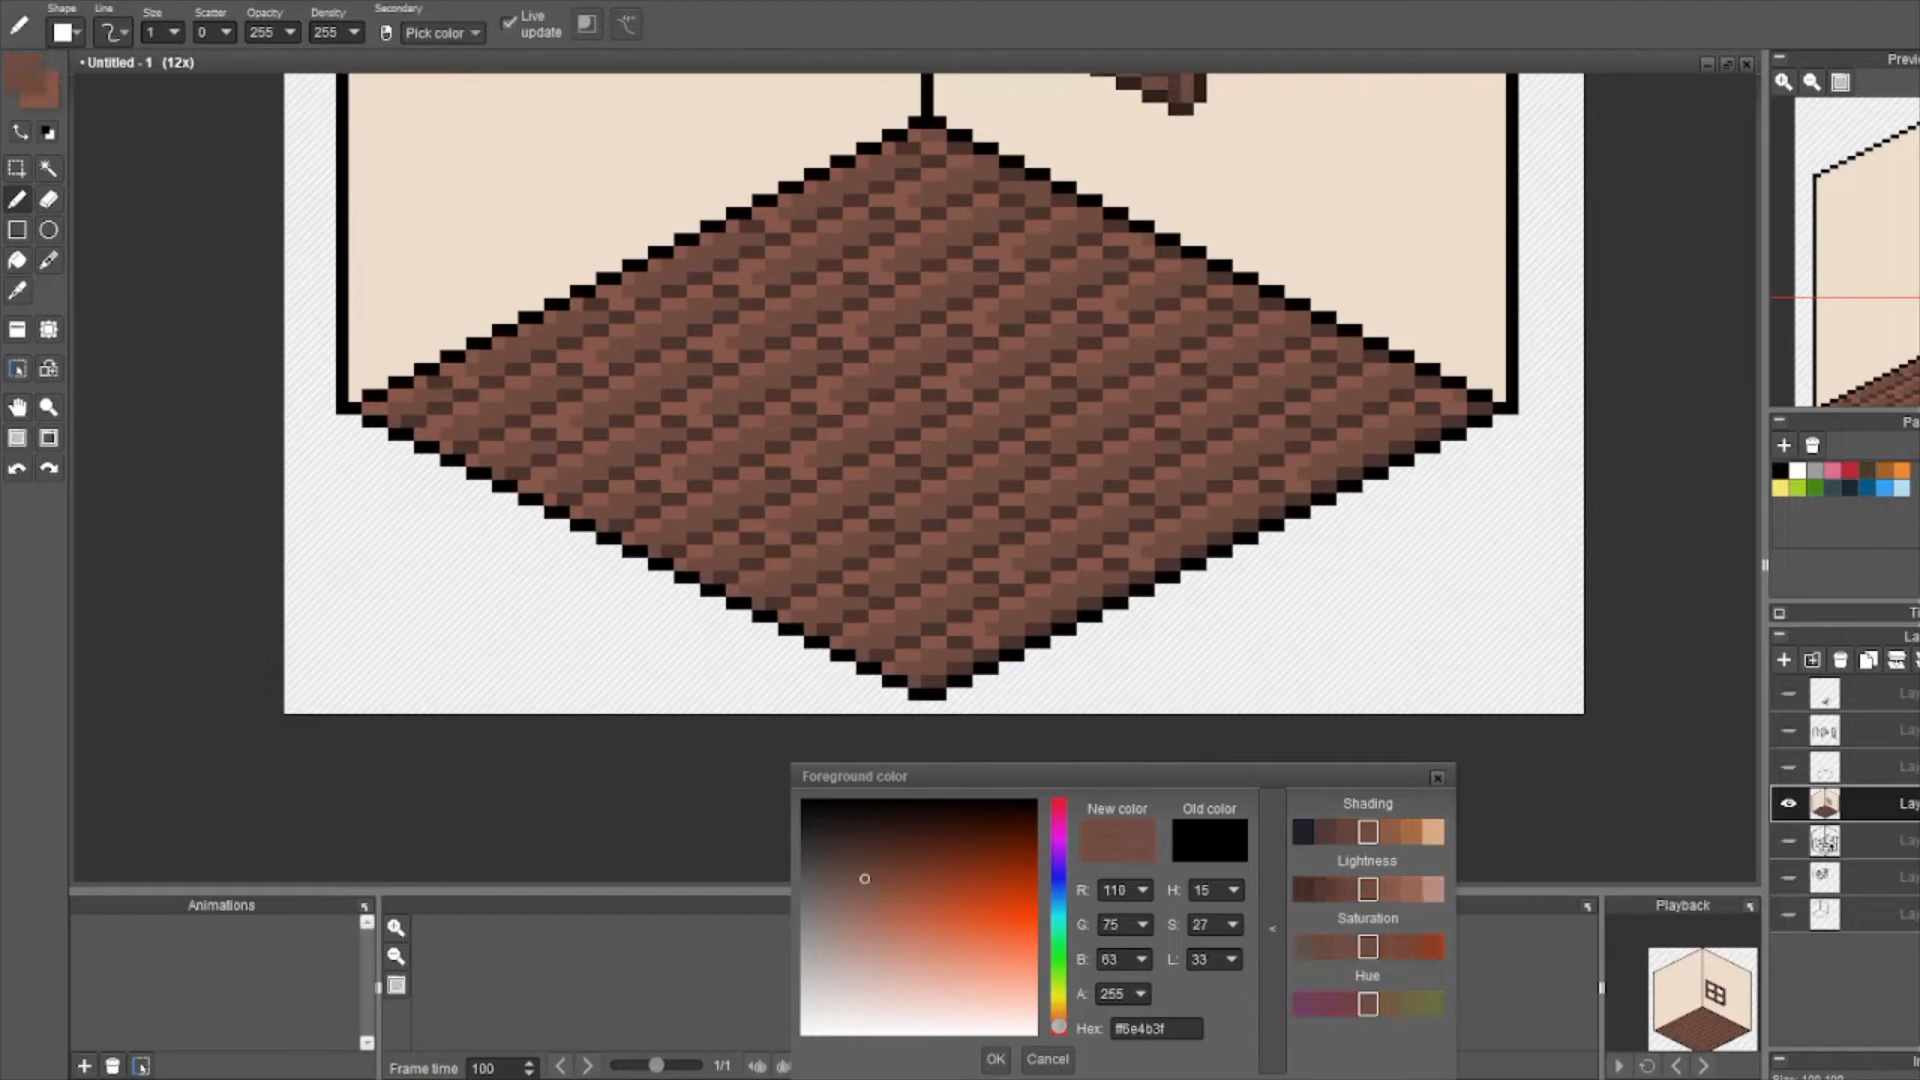 Shape Line Size Scatter Opacity Density Secondary
1 0 255 255 Pick color Live update
• Untitled - 1 (12x)
Foreground color
New color Old color
R: 110 H: 15
G: 75 S: 27
B: 63 L: 33
A: 255
Hex: ff6e4b3f
OK Cancel
<
Shading
Lightness
Saturation
Hue
Animations
Frame time 100 1/1
Playback